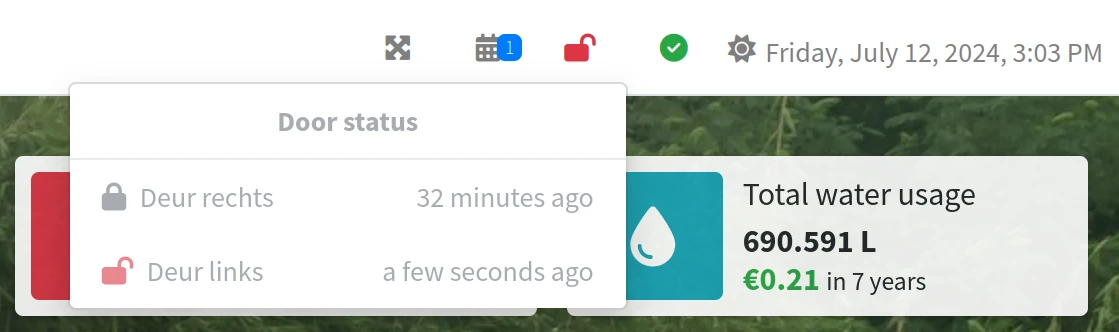 1
Friday, July 12, 2024, 3:03 PM
Door status
Deur rechts 32 minutes ago
Deur links a few seconds ago
Total water usage
690.591 L
€0.21 in 7 years